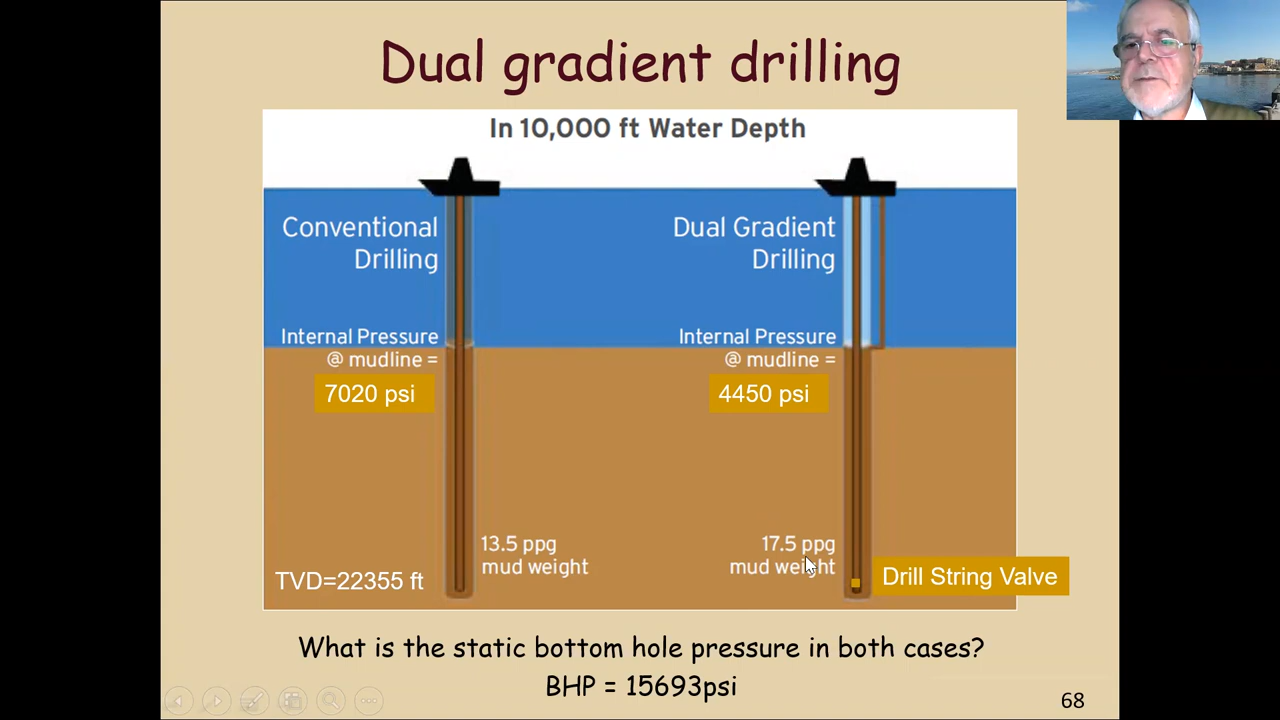 Dual gradient drilling
In 10,000 ft Water Depth
Conventional
Drilling
Internal Pressure
@ mudline =
7020 psi
13.5 ppg
mud weight
TVD=22355 ft
Dual Gradient
Drilling
Internal Pressure
@ mudline =
4450 psi
17.5 ppg
mud weight
Drill String Valve
What is the static bottom hole pressure in both cases?
BHP = 15693psi
68